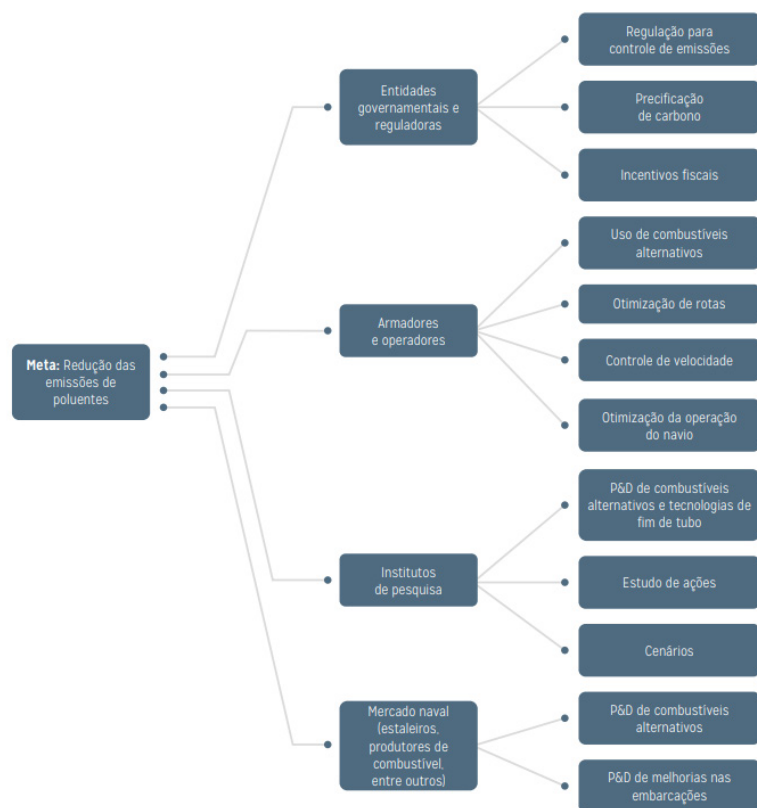 Meta: Redução das
emissões de
poluentes
Entidades
governamentais e
reguladoras
Regulação para
controle de emissões
Precificação
de carbono
Incentivos fiscais
Armadores
e operadores
Uso de combustíveis
alternativos
Otimização de rotas
Controle de velocidade
Otimização da operação
do navio
Institutos
de pesquisa
P&D de combustíveis
alternativos e tecnologias de
fim de tubo
Estudo de ações
Cenários
Mercado naval
(estaleiros,
produtores de
combustível,
entre outros)
P&D de combustíveis
alternativos
P&D de melhorias nas
embarcações